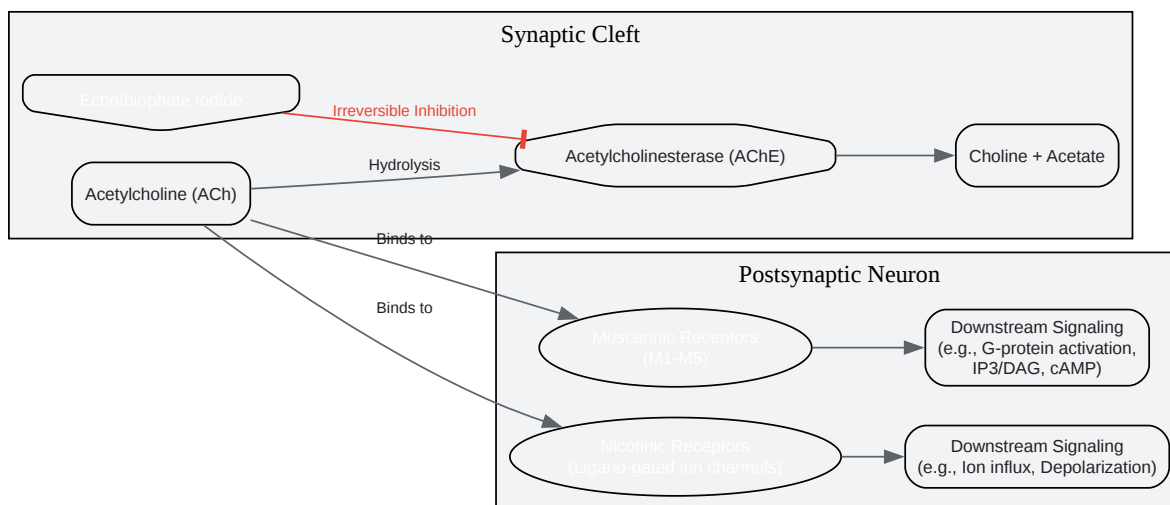 Synaptic Cleft
Echothiophate Iodide
Irreversible Inhibition
Acetylcholinesterase (AChE)
Choline + Acetate
Hydrolysis
Acetylcholine (ACh)
Binds to
Postsynaptic Neuron
Binds to
Muscarinic Receptors
(M1-M5)
Downstream Signaling
(e.g., G-protein activation,
IP3/DAG, cAMP)
Nicotinic Receptors
(Ligand-gated ion channels)
Downstream Signaling
(e.g., Ion influx, Depolarization)